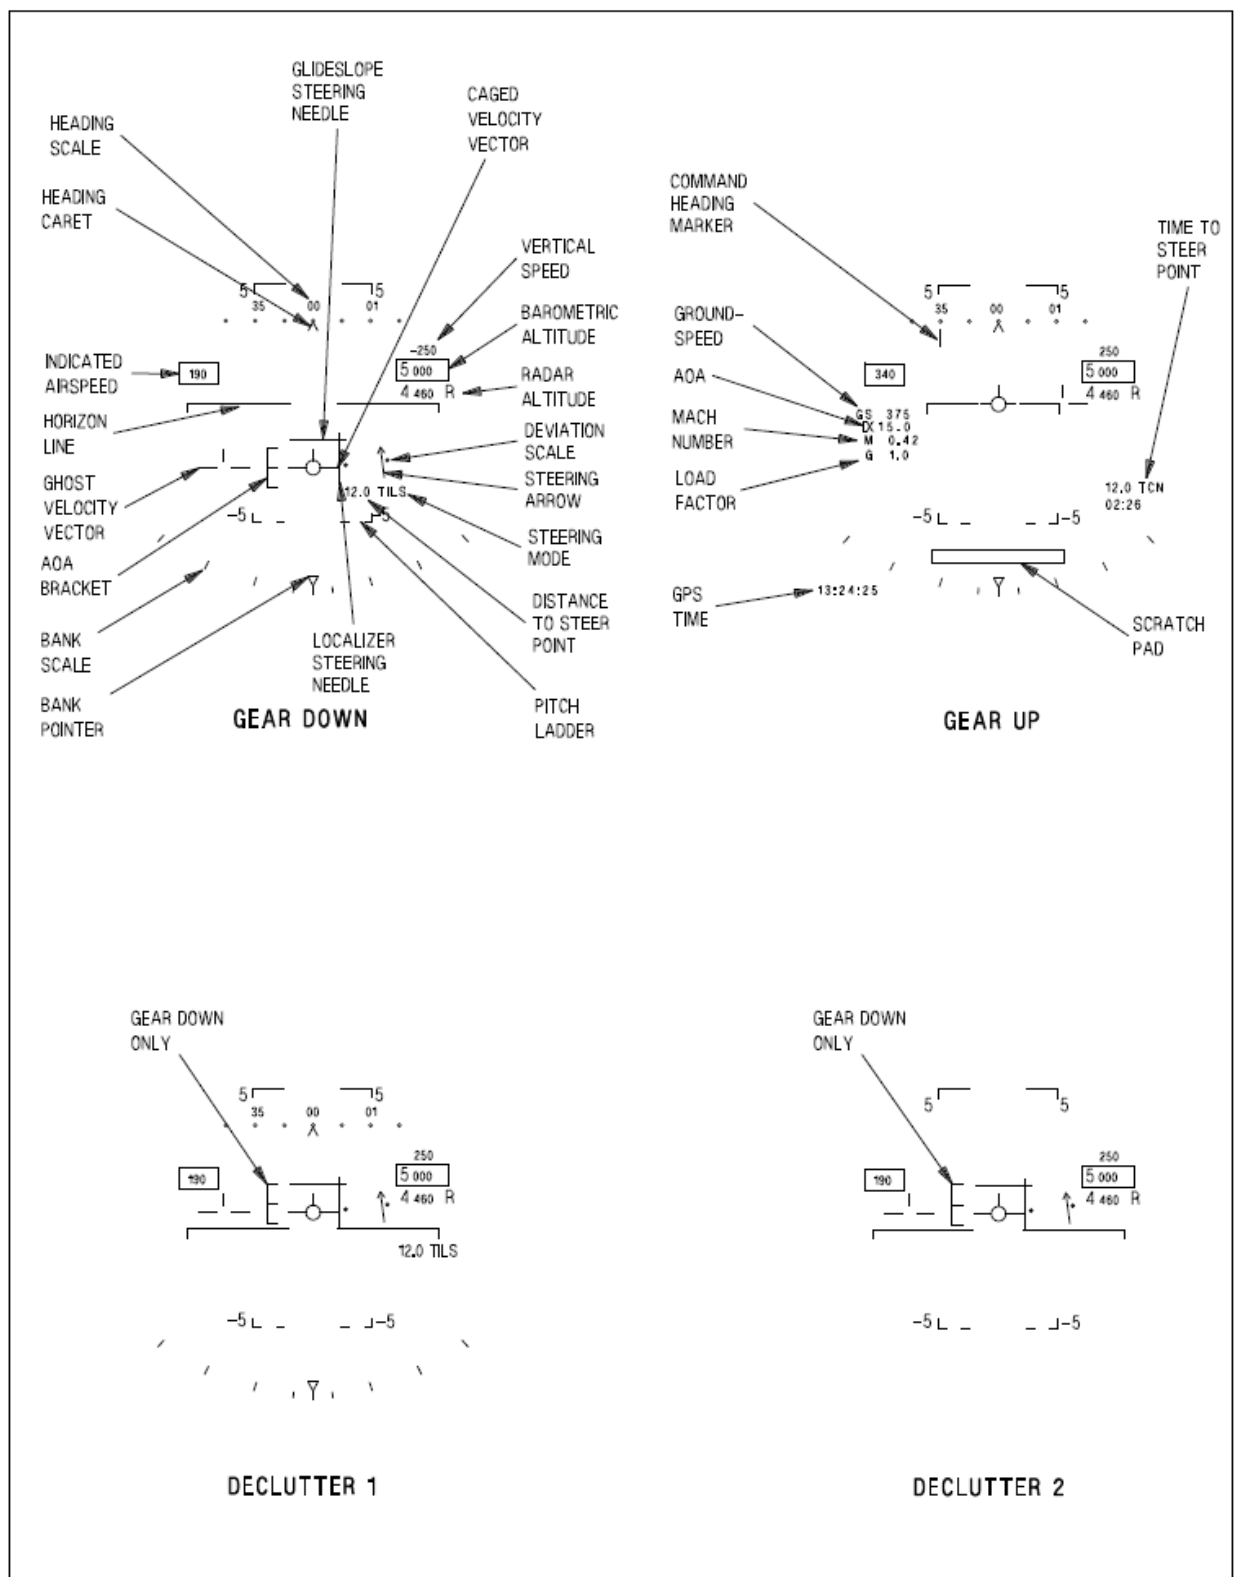 GLIDESLOPE
STEERING
NEEDLE
CAGED
VELOCITY
VECTOR
HEADING
SCALE
HEADING
CARET
VERTICAL
SPEED
5 5
35 00 01
BAROMETRIC
ALTITUDE
-250
INDICATED
AIRSPEED
190
5 000
4 460 R
RADAR
ALTITUDE
HORIZON
LINE
DEVIATION
SCALE
GHOST
VELOCITY
VECTOR
STEERING
ARROW
12.0 TILS
-5 -5
STEERING
MODE
AOA
BRACKET
DISTANCE
TO STEER
POINT
BANK
SCALE
LOCALIZER
STEERING
NEEDLE
BANK
POINTER
PITCH
LADDER
GEAR DOWN
COMMAND
HEADING
MARKER
TIME TO
STEER
POINT
5 5
35 00 01
GROUND-
SPEED
250
AOA
340
5 000
4 460 R
MACH
NUMBER
GS 375
α 15.0
M 0.42
G 1.0
LOAD
FACTOR
12.0 TCN
02:26
-5 -5
GPS
TIME
13:24:25
SCRATCH
PAD
GEAR UP
GEAR DOWN
ONLY
5 5
35 00 01
250
190
5 000
4 460 R
12.0 TILS
-5 -5
DECLUTTER 1
GEAR DOWN
ONLY
5 5
250
190
5 000
4 460 R
-5 -5
DECLUTTER 2